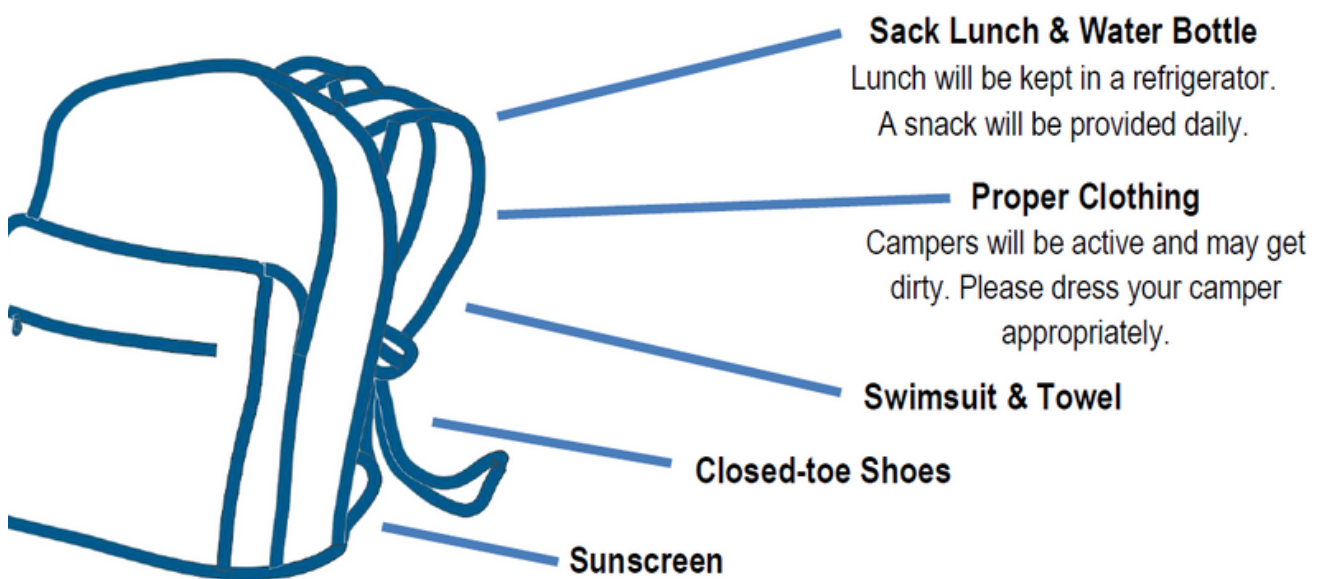 Sack Lunch & Water Bottle
Lunch will be kept in a refrigerator.
A snack will be provided daily.
Proper Clothing
Campers will be active and may get
dirty. Please dress your camper
appropriately.
Swimsuit & Towel
Closed-toe Shoes
Sunscreen